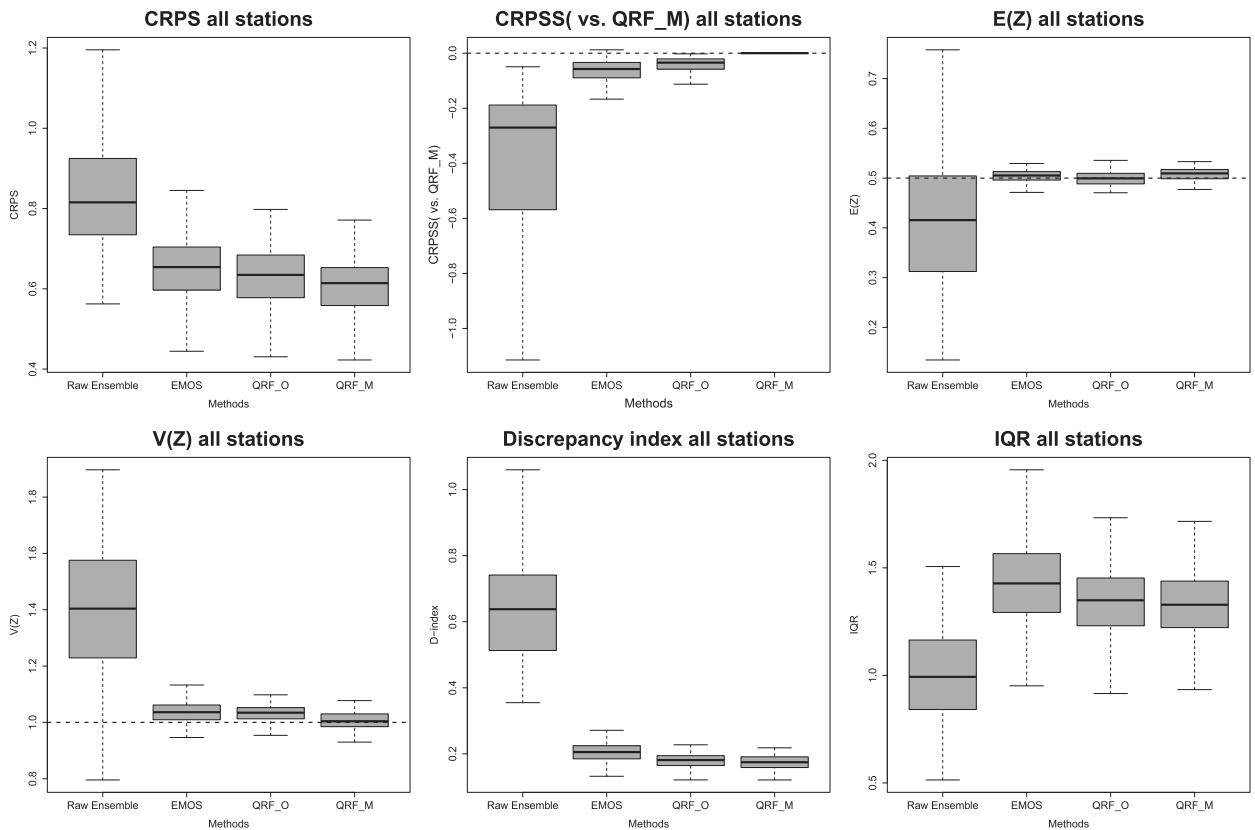 CRPS all stations
CRPS
1.2
1.0
0.8
0.6
0.4
Raw Ensemble EMOS QRF_O QRF_M
Methods
CRPSS( vs. QRF_M) all stations
CRPSS( vs. QRF_M)
0.0
−0.2
−0.4
−0.6
−0.8
−1.0
Raw Ensemble EMOS QRF_O QRF_M
Methods
E(Z) all stations
E(Z)
0.7
0.6
0.5
0.4
0.3
0.2
Raw Ensemble EMOS QRF_O QRF_M
Methods
V(Z) all stations
V(Z)
1.8
1.6
1.4
1.2
1.0
0.8
Raw Ensemble EMOS QRF_O QRF_M
Methods
Discrepancy index all stations
D−index
1.0
0.8
0.6
0.4
0.2
Raw Ensemble EMOS QRF_O QRF_M
Methods
IQR all stations
IQR
2.0
1.5
1.0
0.5
Raw Ensemble EMOS QRF_O QRF_M
Methods